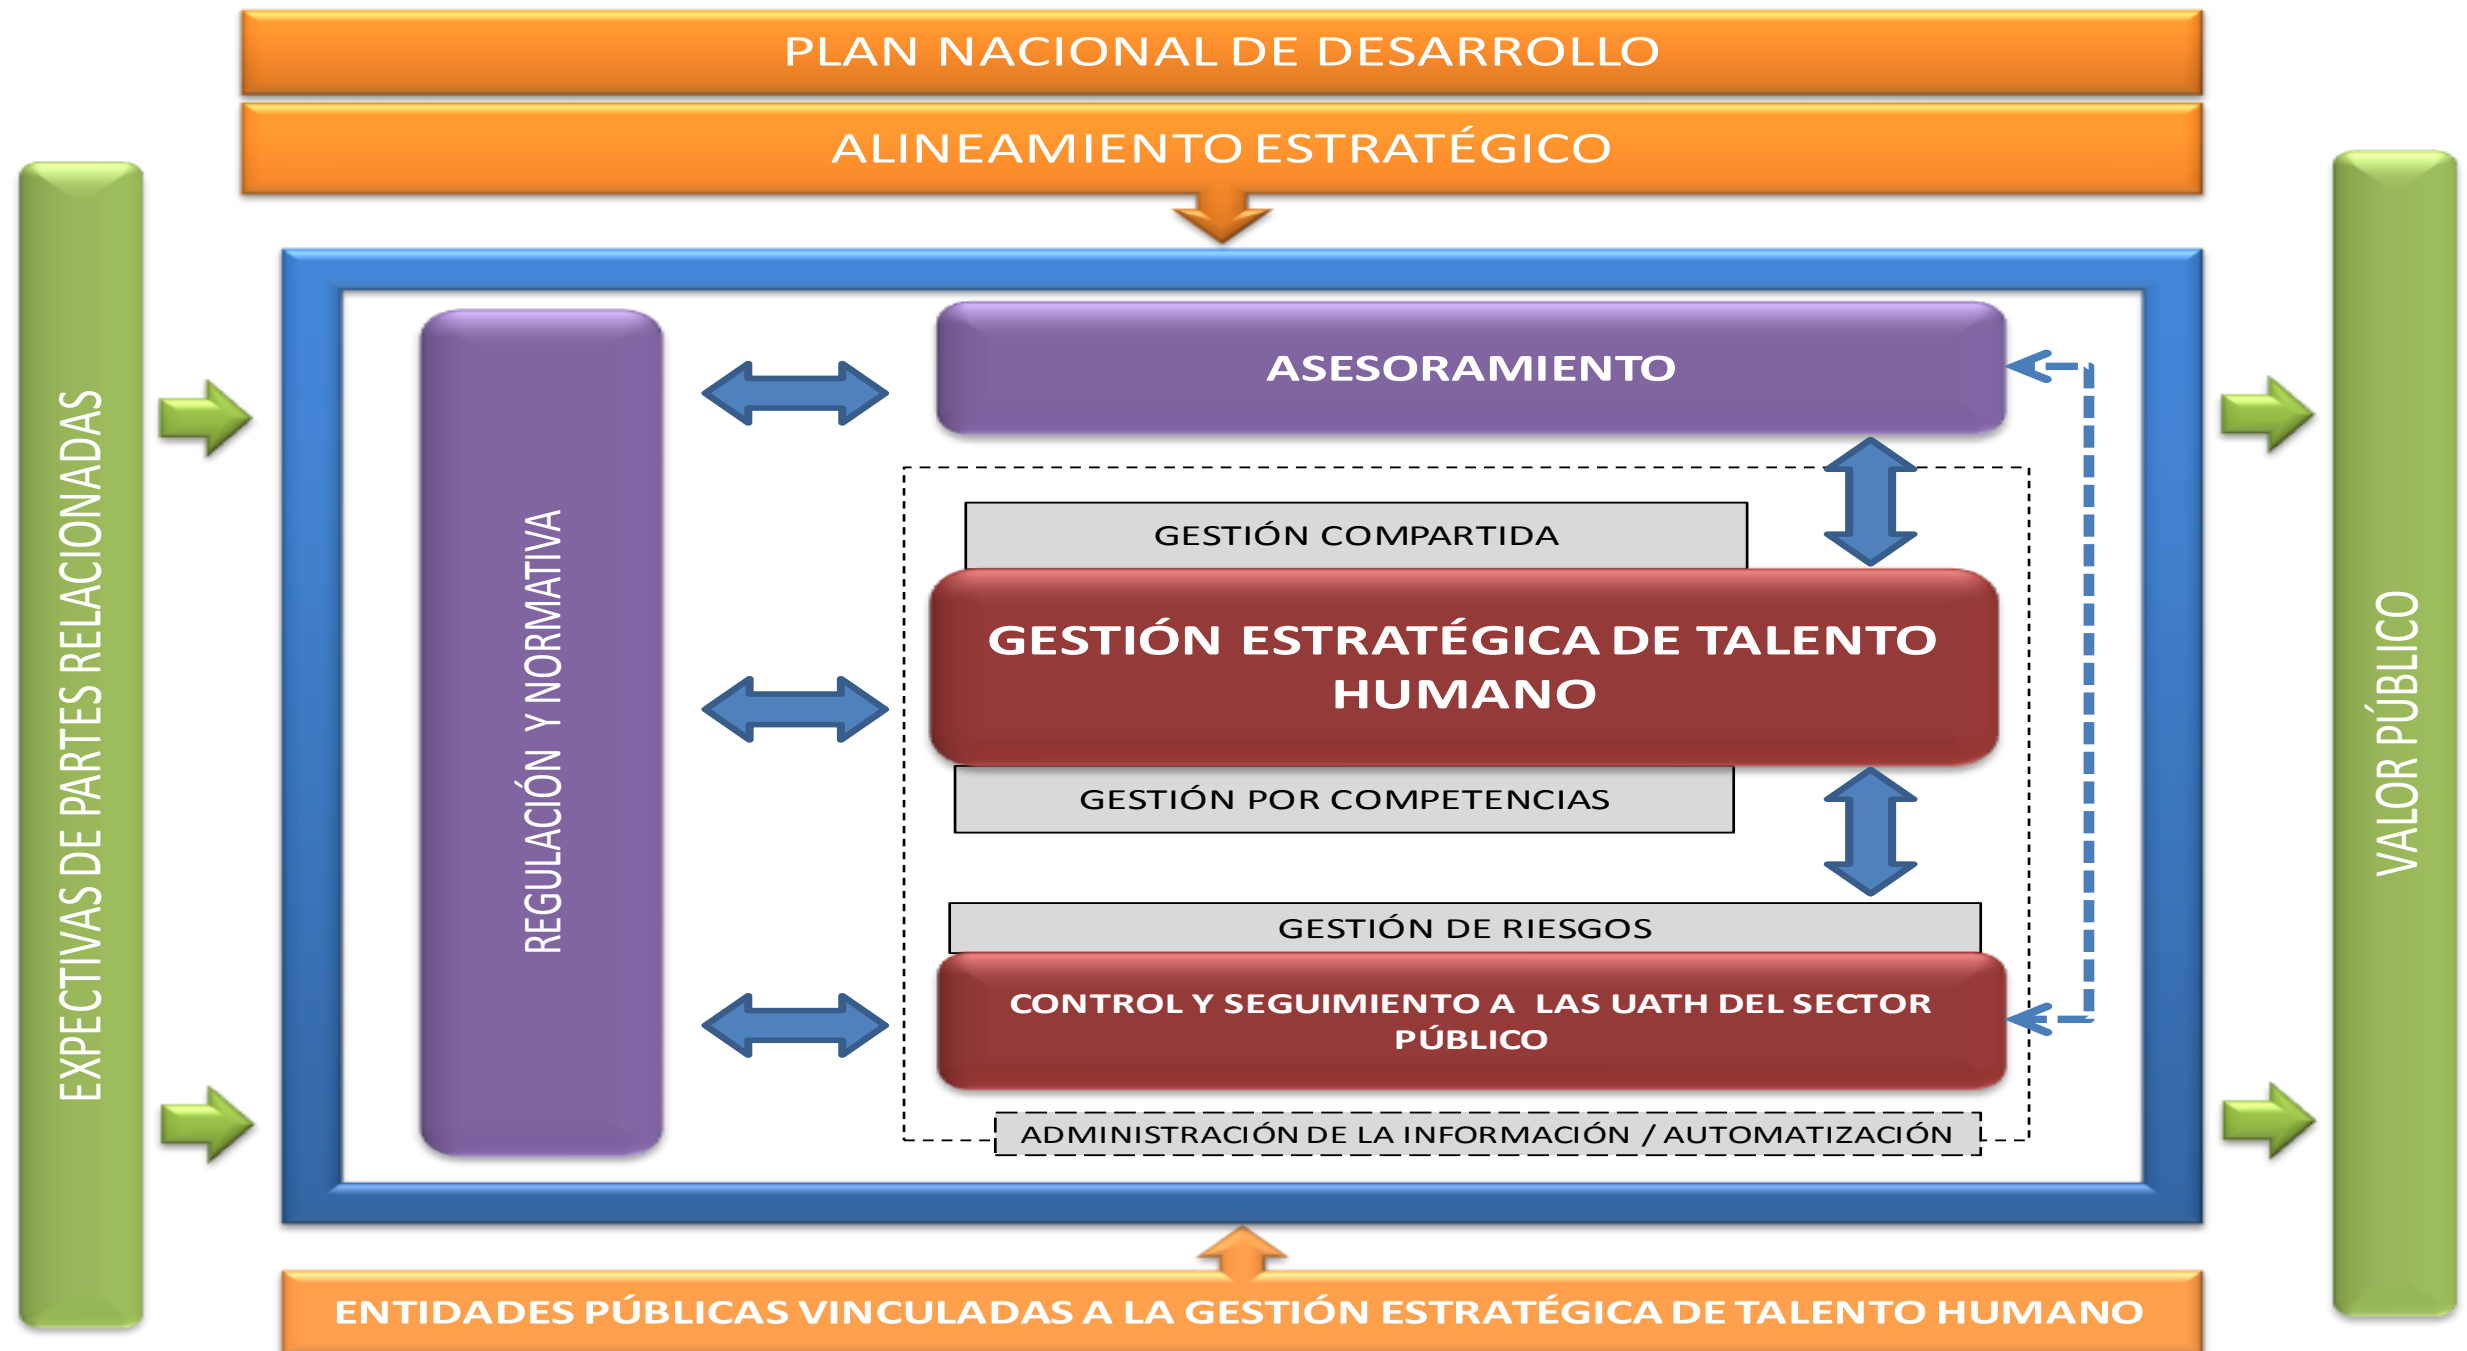 PLAN NACIONAL DE DESARROLLO
ALINEAMIENTO ESTRATÉGICO
EXPECTIVAS DE PARTES RELACIONADAS
REGULACIÓN Y NORMATIVA
ASESORAMIENTO
GESTIÓN COMPARTIDA
GESTIÓN ESTRATÉGICA DE TALENTO
HUMANO
GESTIÓN POR COMPETENCIAS
GESTIÓN DE RIESGOS
CONTROL Y SEGUIMIENTO A LAS UATH DEL SECTOR
PÚBLICO
ADMINISTRACIÓN DE LA INFORMACIÓN / AUTOMATIZACIÓN
VALOR PÚBLICO
ENTIDADES PÚBLICAS VINCULADAS A LA GESTIÓN ESTRATÉGICA DE TALENTO HUMANO